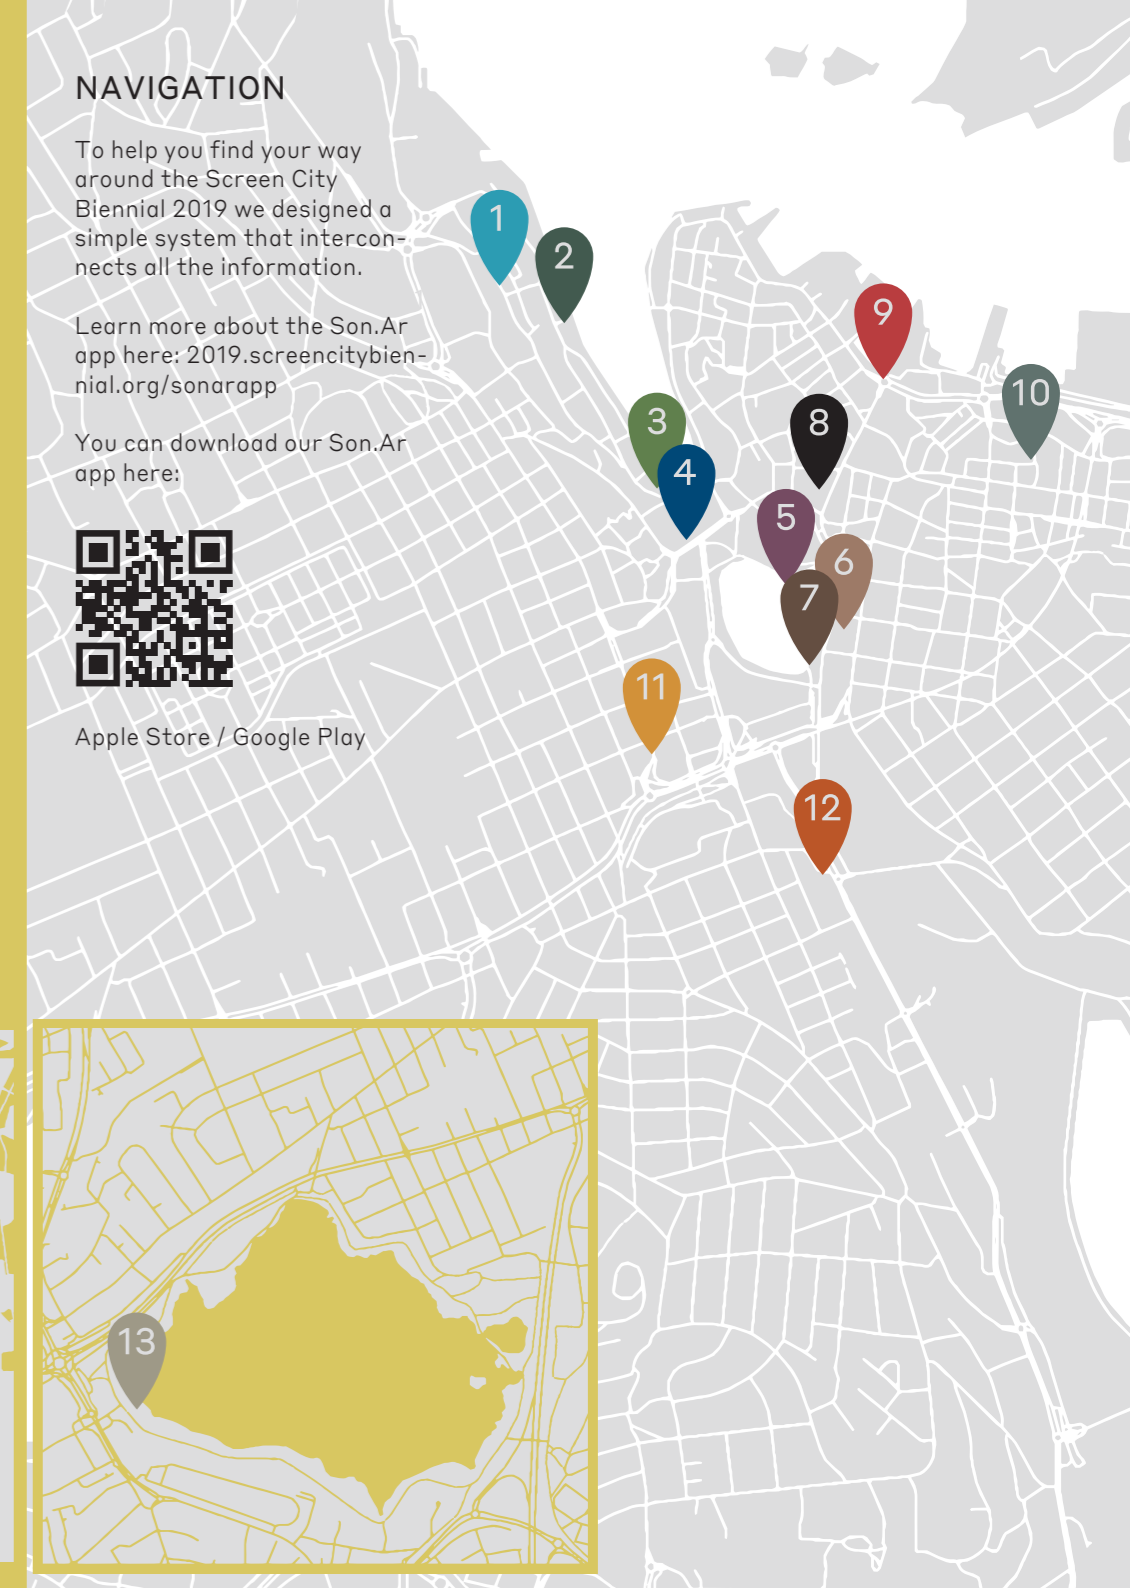 NAVIGATION
To help you find your way
around the Screen City
Biennial 2019 we designed a
simple system that intercon-
nects all the information.
Learn more about the Son.Ar
app here: 2019.screencitybien-
nial.org/sonarapp
You can download our Son.Ar
app here:
Apple Store / Google Play
1
2
3
4
5
6
7
8
9
10
11
12
13